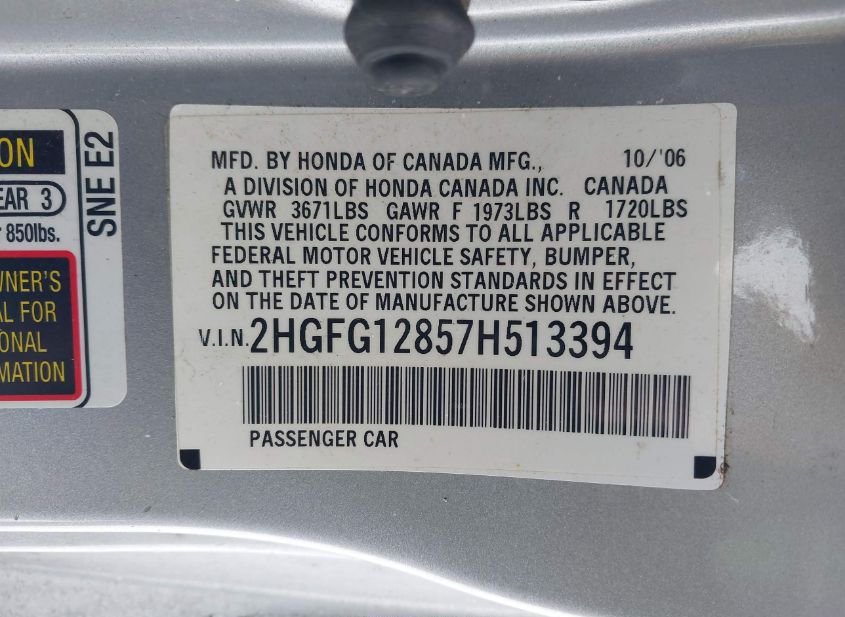 ON
EAR 3
850lbs.
WNER'S
AL FOR
ONAL
MATION
SNE E2
MFD. BY HONDA OF CANADA MFG., 10/'06
A DIVISION OF HONDA CANADA INC. CANADA
GVWR 3671LBS GAWR F 1973LBS R 1720LBS
THIS VEHICLE CONFORMS TO ALL APPLICABLE
FEDERAL MOTOR VEHICLE SAFETY, BUMPER,
AND THEFT PREVENTION STANDARDS IN EFFECT
ON THE DATE OF MANUFACTURE SHOWN ABOVE.
V.I.N. 2HGFG12857H513394
PASSENGER CAR